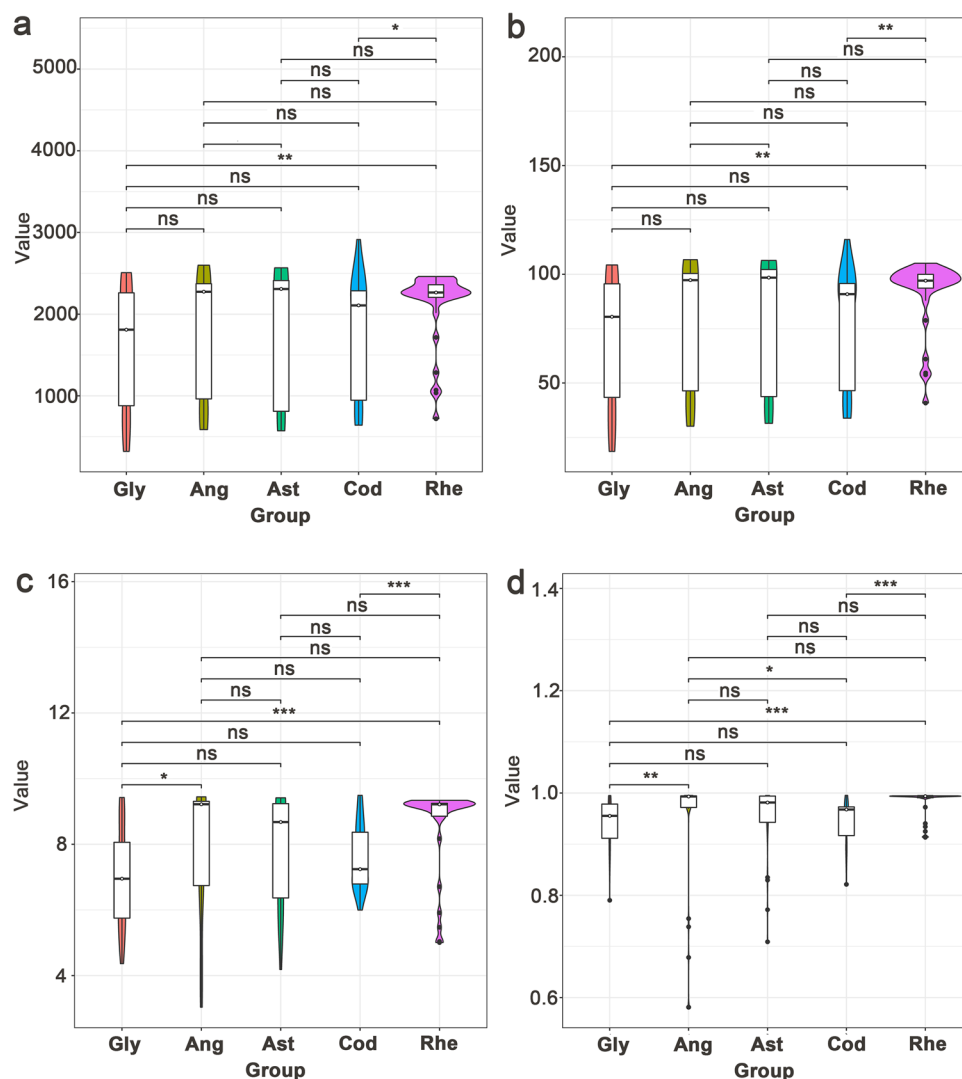 a
b
*
ns
ns
ns
ns
**
ns
ns
ns
5000
4000
3000
2000
1000
Value
Gly Ang Ast Cod Rhe
Group
**
ns
ns
ns
ns
**
ns
ns
ns
200
150
100
50
Value
Gly Ang Ast Cod Rhe
Group
c
d
***
ns
ns
ns
ns
ns
***
ns
ns
*
16
12
8
4
Value
Gly Ang Ast Cod Rhe
Group
***
ns
ns
ns
*
ns
***
ns
ns
**
1.4
1.2
1.0
0.8
0.6
Value
Gly Ang Ast Cod Rhe
Group